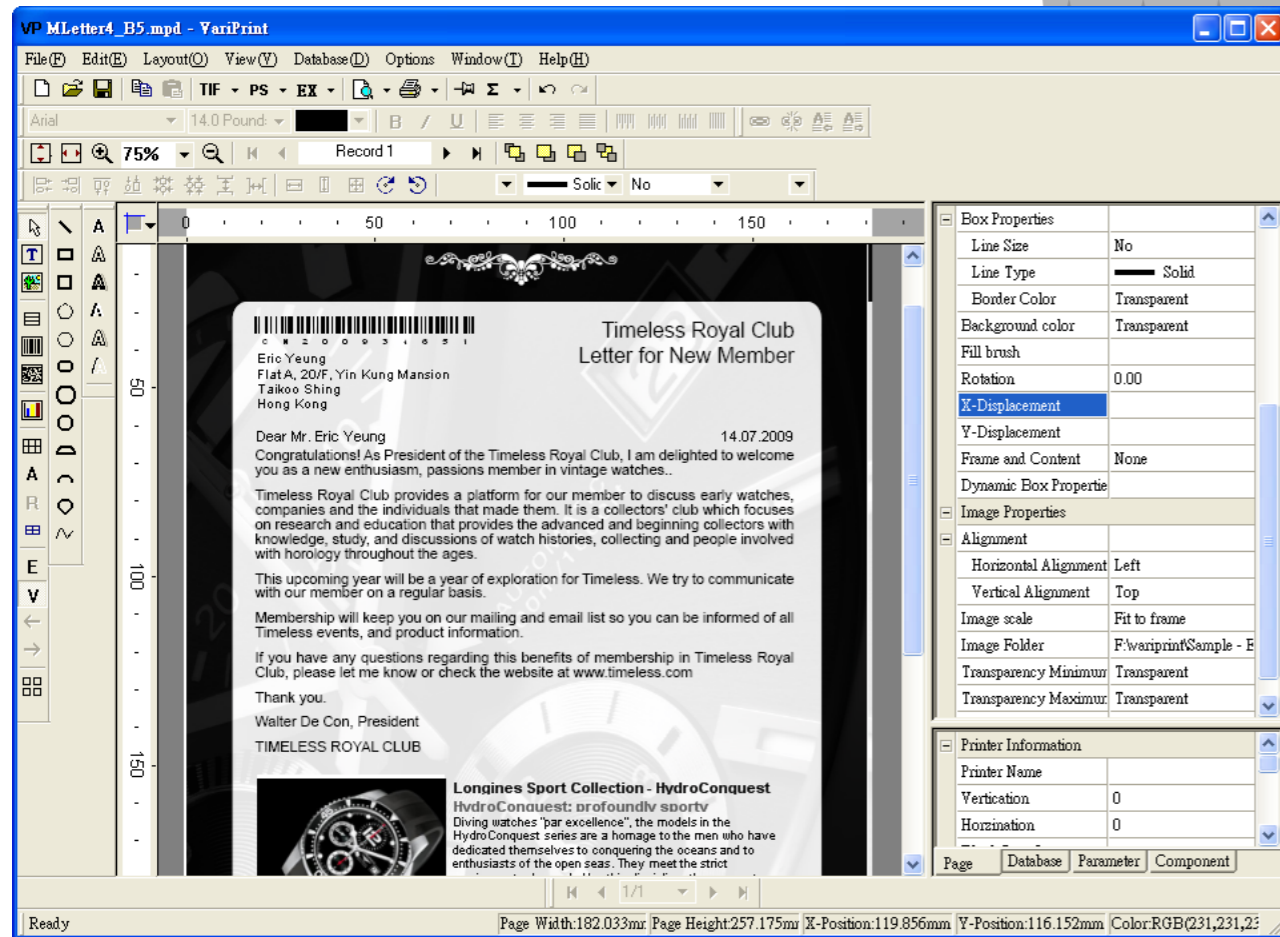 VP MLetter4_B5.mpd - VariPrint
File(F) Edit(E) Layout(O) View(V) Database(D) Options Window(T) Help(H)
TIF PS EX Σ
Arial 14.0 Pound: B I U
75% Record 1
Solic No
0 50 100 150
50
100
150
T
A
A
R
E
V
Timeless Royal Club
Letter for New Member
Eric Yeung
Flat A, 20/F, Yin Kung Mansion
Taikoo Shing
Hong Kong
Dear Mr. Eric Yeung 14.07.2009
Congratulations! As President of the Timeless Royal Club, I am delighted to welcome
you as a new enthusiasm, passions member in vintage watches..
Timeless Royal Club provides a platform for our member to discuss early watches,
companies and the individuals that made them. It is a collectors' club which focuses
on research and education that provides the advanced and beginning collectors with
knowledge, study, and discussions of watch histories, collecting and people involved
with horology throughout the ages.
This upcoming year will be a year of exploration for Timeless. We try to communicate
with our member on a regular basis.
Membership will keep you on our mailing and email list so you can be informed of all
Timeless events, and product information.
If you have any questions regarding this benefits of membership in Timeless Royal
Club, please let me know or check the website at www.timeless.com
Thank you.
Walter De Con, President
TIMELESS ROYAL CLUB
Longines Sport Collection - HydroConquest
HydroConquest: profoundly sporty
Diving watches "par excellence", the models in the
HydroConquest series are a homage to the men who have
dedicated themselves to conquering the oceans and to
enthusiasts of the open seas. They meet the strict
Box Properties
Line Size No
Line Type Solid
Border Color Transparent
Background color Transparent
Fill brush
Rotation 0.00
X-Displacement
Y-Displacement
Frame and Content None
Dynamic Box Propertie
Image Properties
Alignment
Horizontal Alignment Left
Vertical Alignment Top
Image scale Fit to frame
Image Folder F:\variprint\Sample - E
Transparency Minimum Transparent
Transparency Maximum Transparent
Printer Information
Printer Name
Vertication 0
Horzination 0
Page Database Parameter Component
1/1
Ready Page Width:182.033mr Page Height:257.175mr X-Position:119.856mm Y-Position:116.152mm Color:RGB(231,231,23